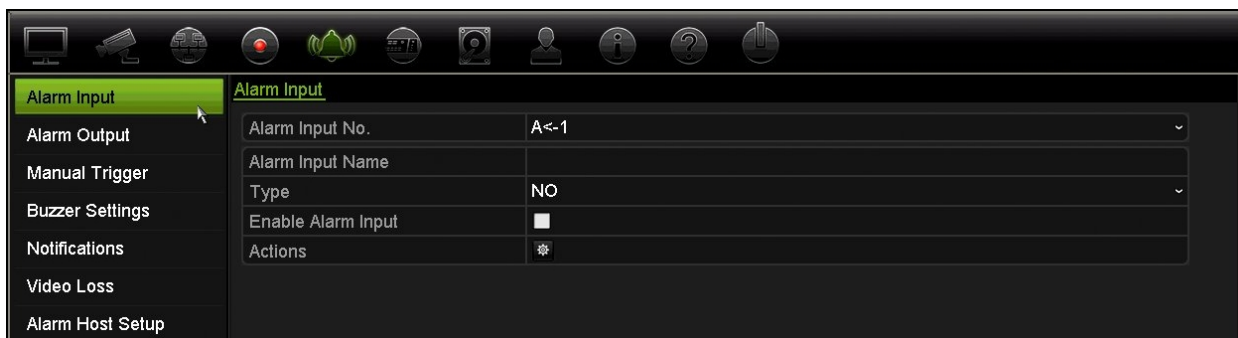 Alarm Input
Alarm Output
Manual Trigger
Buzzer Settings
Notifications
Video Loss
Alarm Host Setup
Alarm Input
Alarm Input No. A<-1
Alarm Input Name
Type NO
Enable Alarm Input
Actions